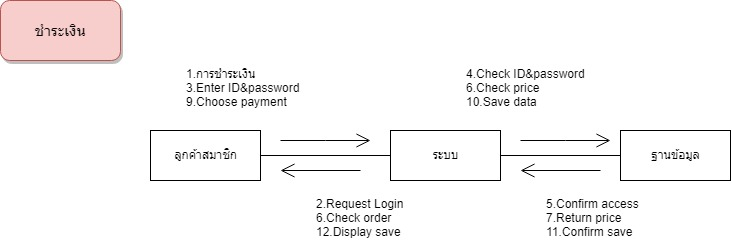 ชำระเงิน
1.การชำระเงิน
3.Enter ID&password
9.Choose payment
4.Check ID&password
6.Check price
10.Save data
ลูกค้าสมาชิก
ระบบ
ฐานข้อมูล
2.Request Login
6.Check order
12.Display save
5.Confirm access
7.Return price
11.Confirm save